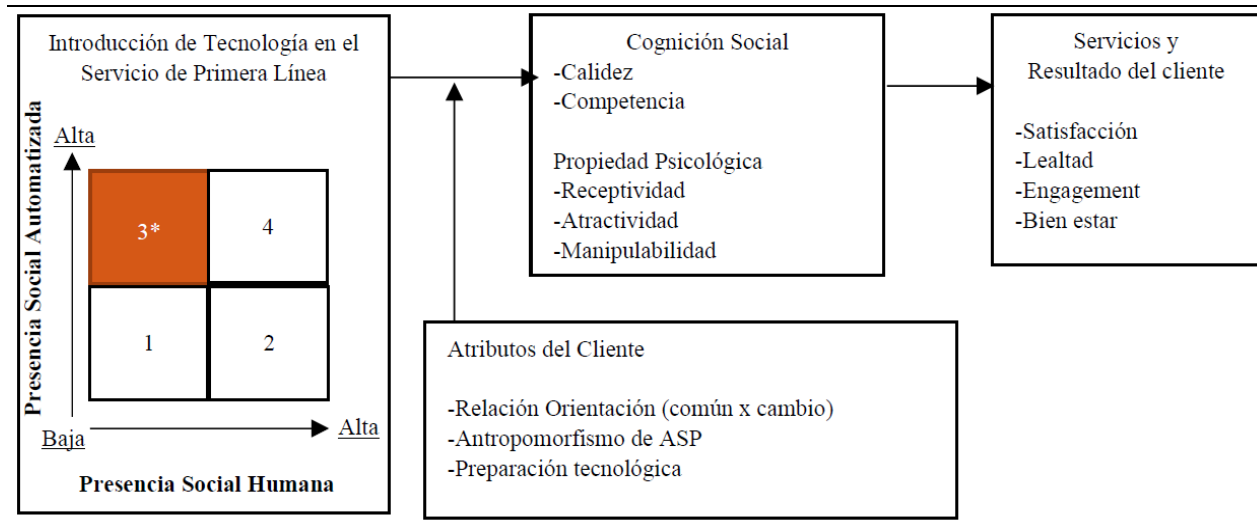 Introducción de Tecnología en el
Servicio de Primera Línea
Presencia Social Automatizada
Alta
3*
4
1
2
Baja
Alta
Presencia Social Humana
Cognición Social
-Calidez
-Competencia
Propiedad Psicológica
-Receptividad
-Atractividad
-Manipulabilidad
Atributos del Cliente
-Relación Orientación (común x cambio)
-Antropomorfismo de ASP
-Preparación tecnológica
Servicios y
Resultado del cliente
-Satisfacción
-Lealtad
-Engagement
-Bien estar